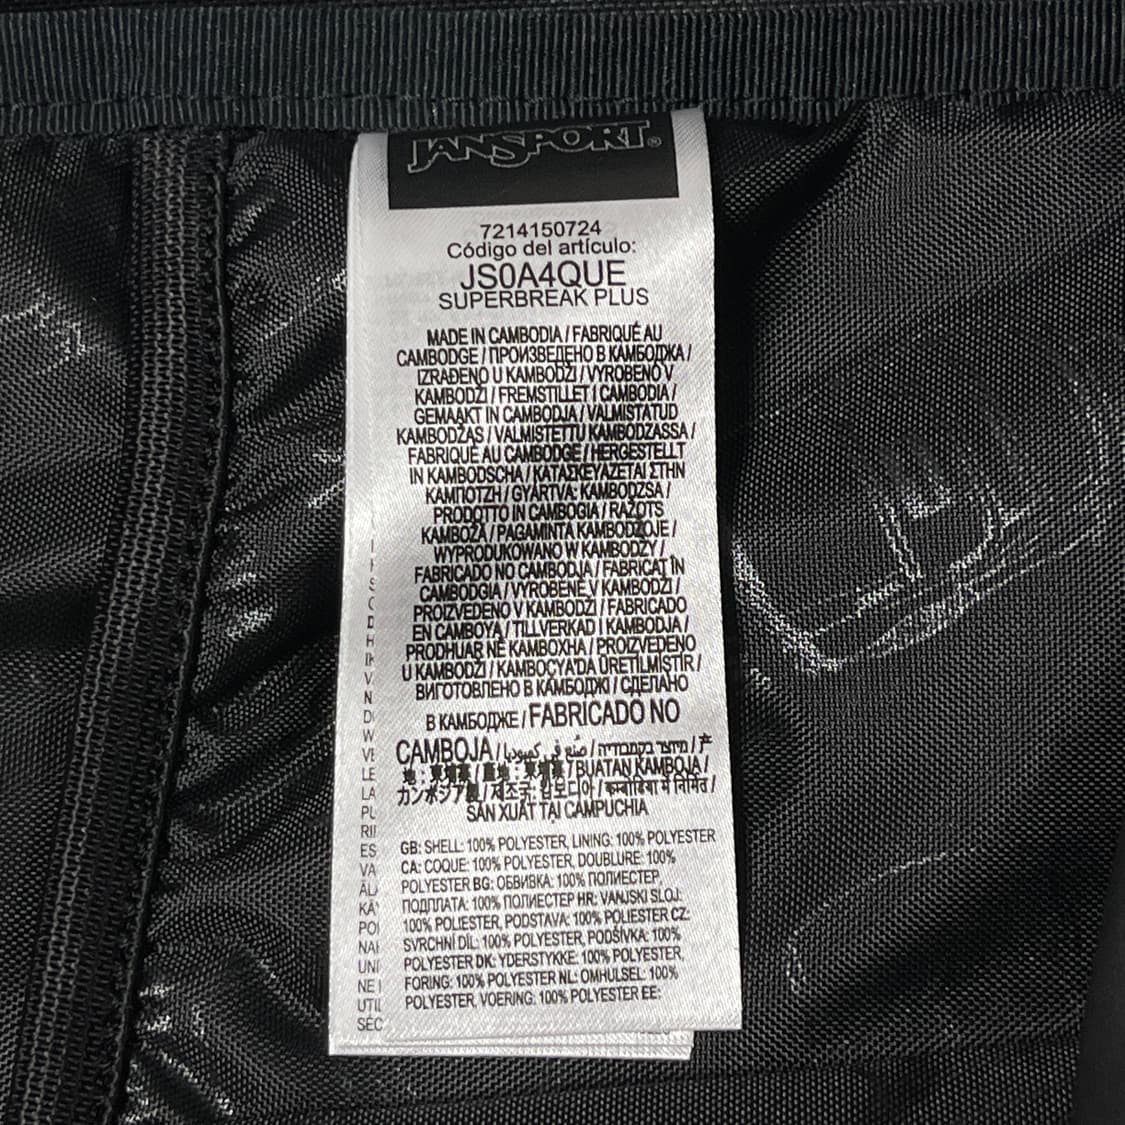 JANSPORT®
7214150724
Código del artículo:
JS0A4QUE
SUPERBREAK PLUS
MADE IN CAMBODIA / FABRIQUÉ AU
CAMBODGE / ПРОИЗВЕДЕНО В КАМБОДЖА /
IZRAĐENO U KAMBODŽI / VYROBENO V
KAMBODŽI / FREMSTILLET I CAMBODIA /
GEMAAKT IN CAMBODJA / VALMISTATUD
KAMBODŽAS / VALMISTETTU KAMBODZASSA /
FABRIQUÉ AU CAMBODGE / HERGESTELLT
IN KAMBODSCHA / ΚΑΤΑΣΚΕΥΑΖΕΤΑΙ ΣΤΗΝ
ΚΑΜΠΟΤΖΗ / GYÁRTVA: KAMBODZSA /
PRODOTTO IN CAMBOGIA / RAŽOTS
KAMBOŽA / PAGAMINTA KAMBODŽOJE /
WYPRODUKOWANO W KAMBODŻY /
FABRICADO NO CAMBODJA / FABRICAT ÎN
CAMBODGIA / VYROBENÉ V KAMBODŽI /
PROIZVEDENO V KAMBODŽI / FABRICADO
EN CAMBOYA / TILLVERKAD I KAMBODJA /
PRODHUAR NË KAMBOXHA / PROIZVEDENO
U KAMBODŽI / KAMBOÇYA'DA ÜRETİLMİŞTİR /
ВИГОТОВЛЕНО В КАМБОДЖІ / СДЕЛАНО
В КАМБОДЖЕ / FABRICADO NO
CAMBOJA / صُنع في كمبوديا / מיוצר בקמבודיה / 产
地：柬埔寨 / 產地：柬埔寨 / BUATAN KAMBOJA /
カンボジア製 / 제조국: 캄보디아 / कम्बोडिया में निर्मित /
SẢN XUẤT TẠI CAMPUCHIA
GB: SHELL: 100% POLYESTER, LINING: 100% POLYESTER
CA: COQUE: 100% POLYESTER, DOUBLURE: 100%
POLYESTER BG: ОБВИВКА: 100% ПОЛИЕСТЕР,
ПОДПЛАТА: 100% ПОЛИЕСТЕР HR: VANJSKI SLOJ:
100% POLIESTER, PODSTAVA: 100% POLIESTER CZ:
SVRCHNÍ DÍL: 100% POLYESTER, PODŠÍVKA: 100%
POLYESTER DK: YDERSTYKKE: 100% POLYESTER,
FORING: 100% POLYESTER NL: OMHULSEL: 100%
POLYESTER, VOERING: 100% POLYESTER EE: